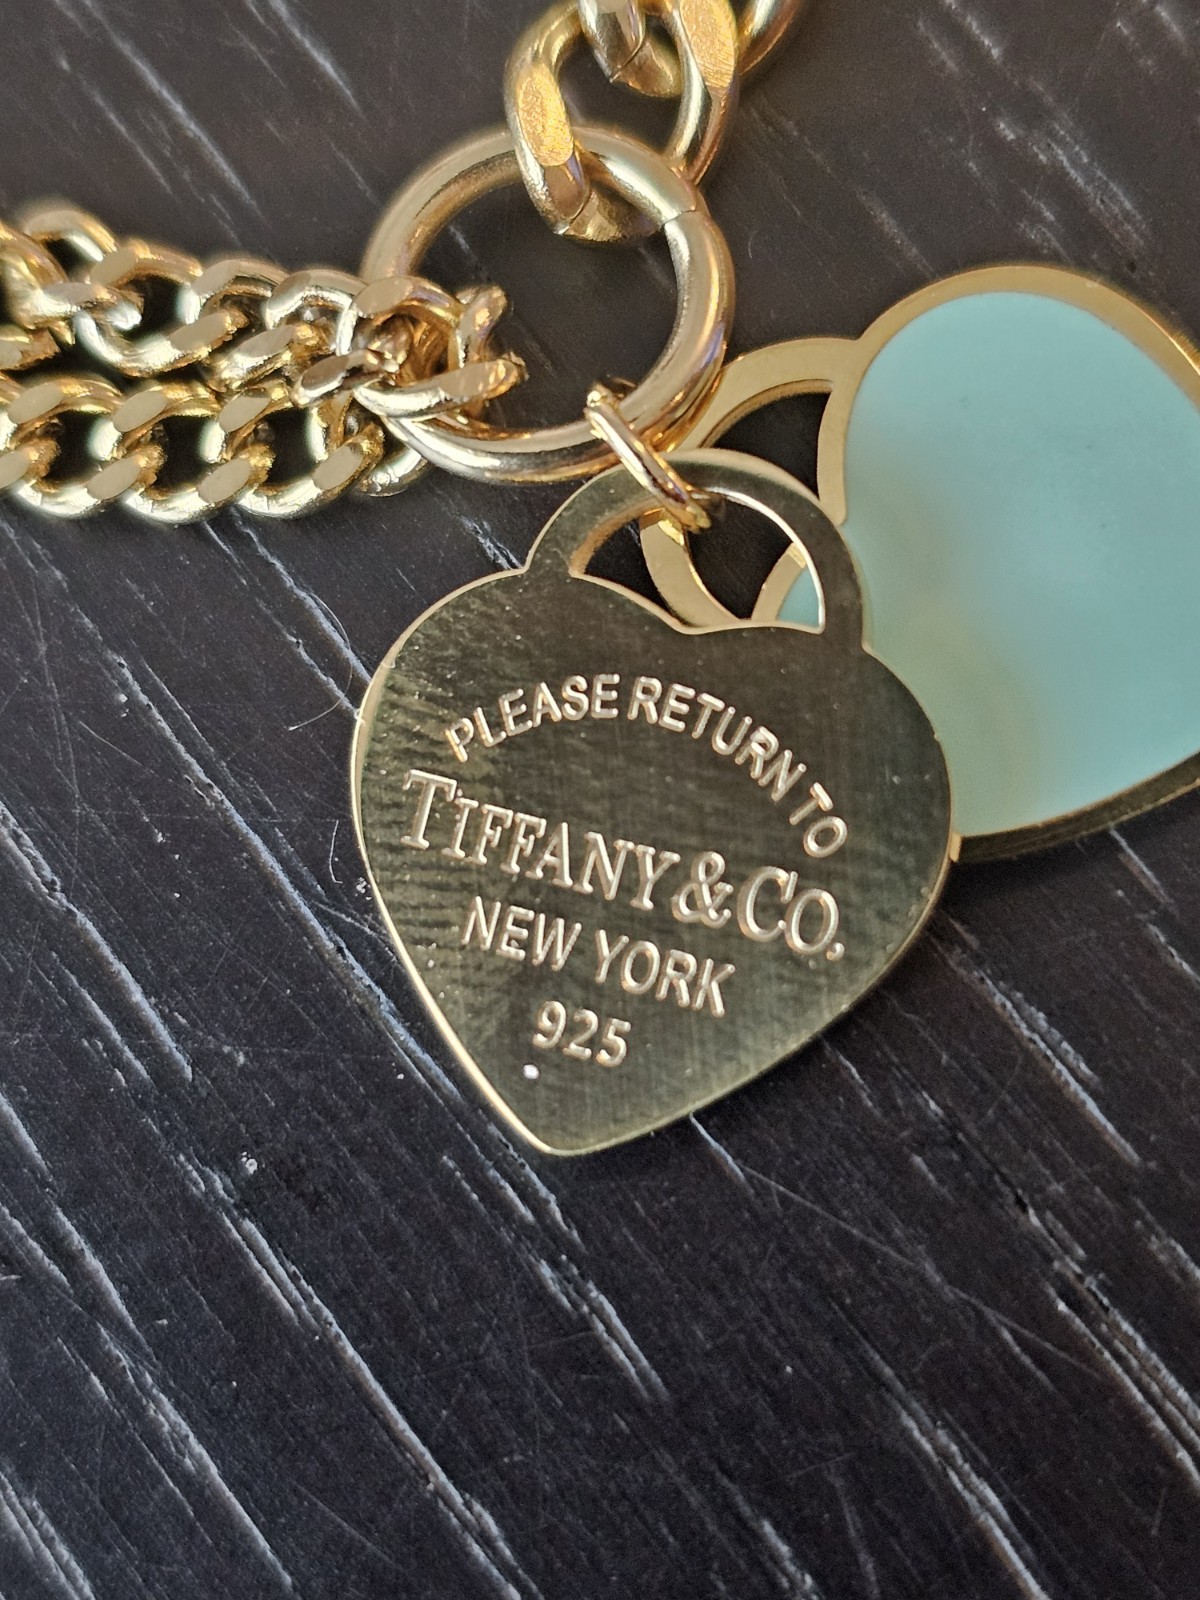 PLEASE RETURN TO
TIFFANY & CO.
NEW YORK
925